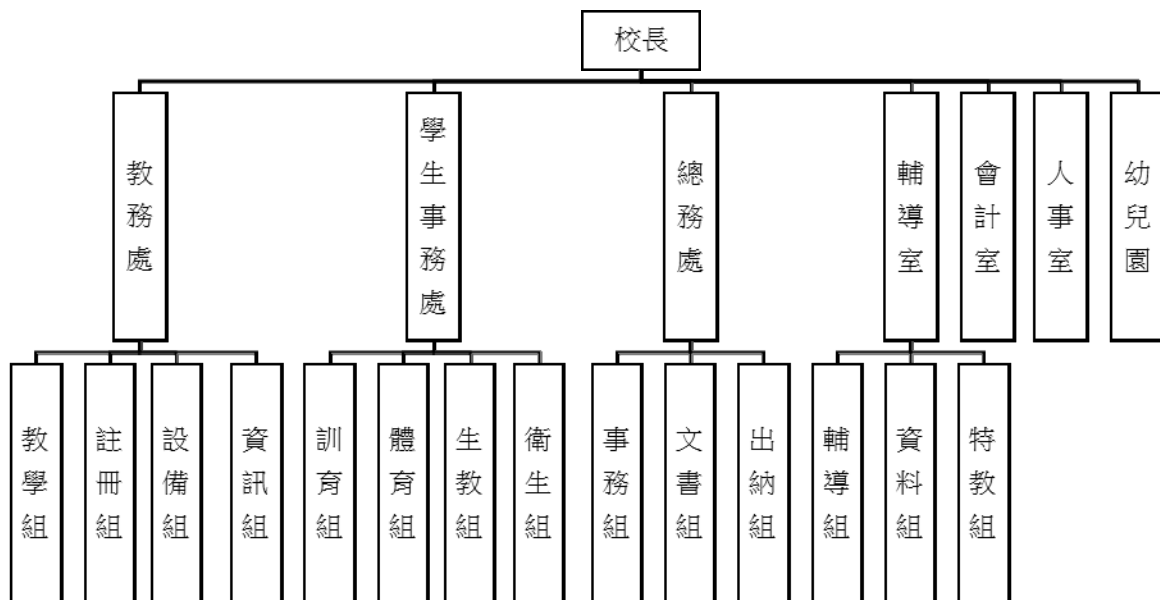 校長
教務處
學生事務處
總務處
輔導室
會計室
人事室
幼兒園
教學組
註冊組
設備組
資訊組
訓育組
體育組
生教組
衛生組
事務組
文書組
出納組
輔導組
資料組
特教組